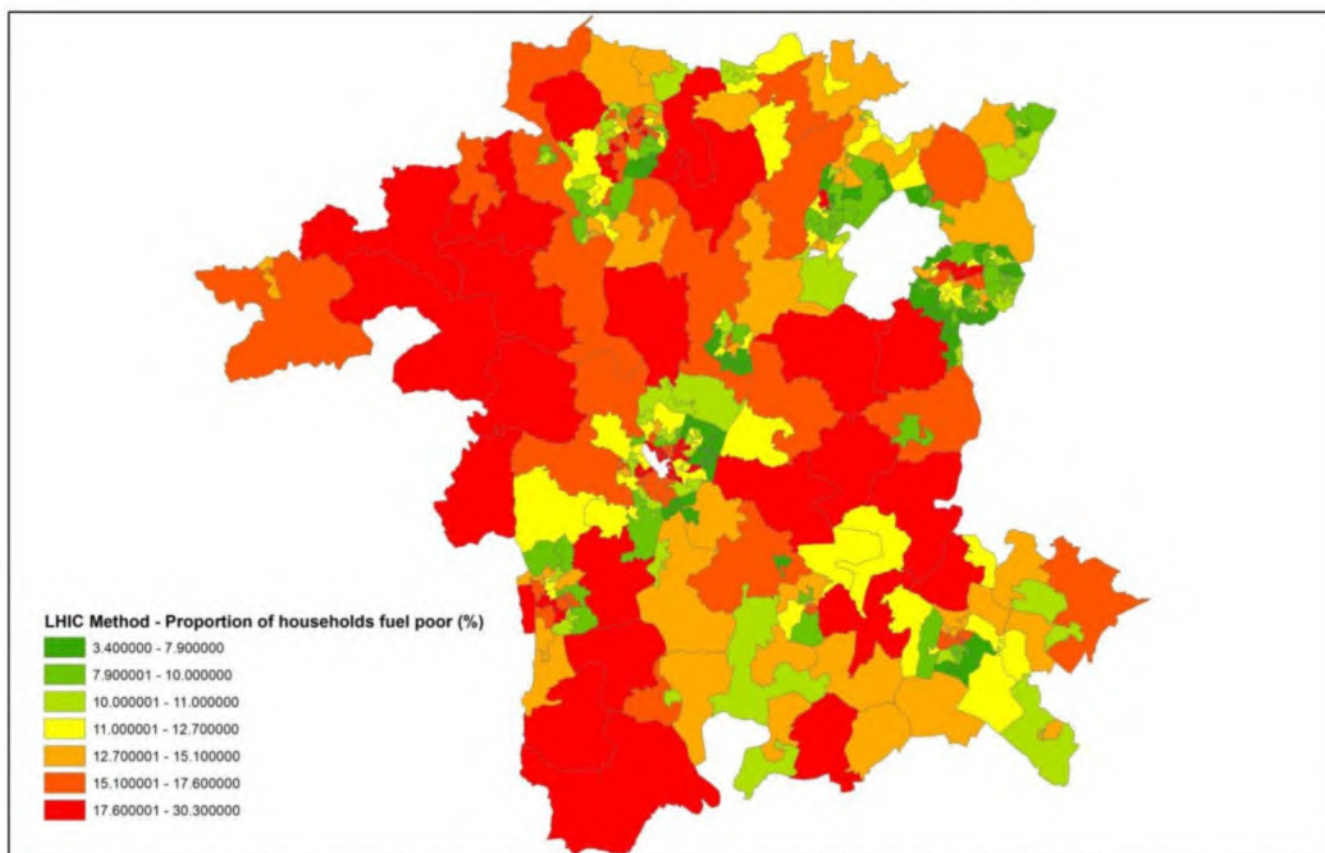 LHIC Method - Proportion of households fuel poor (%)
3.400000 - 7.900000
7.900001 - 10.000000
10.000001 - 11.000000
11.000001 - 12.700000
12.700001 - 15.100000
15.100001 - 17.600000
17.600001 - 30.300000